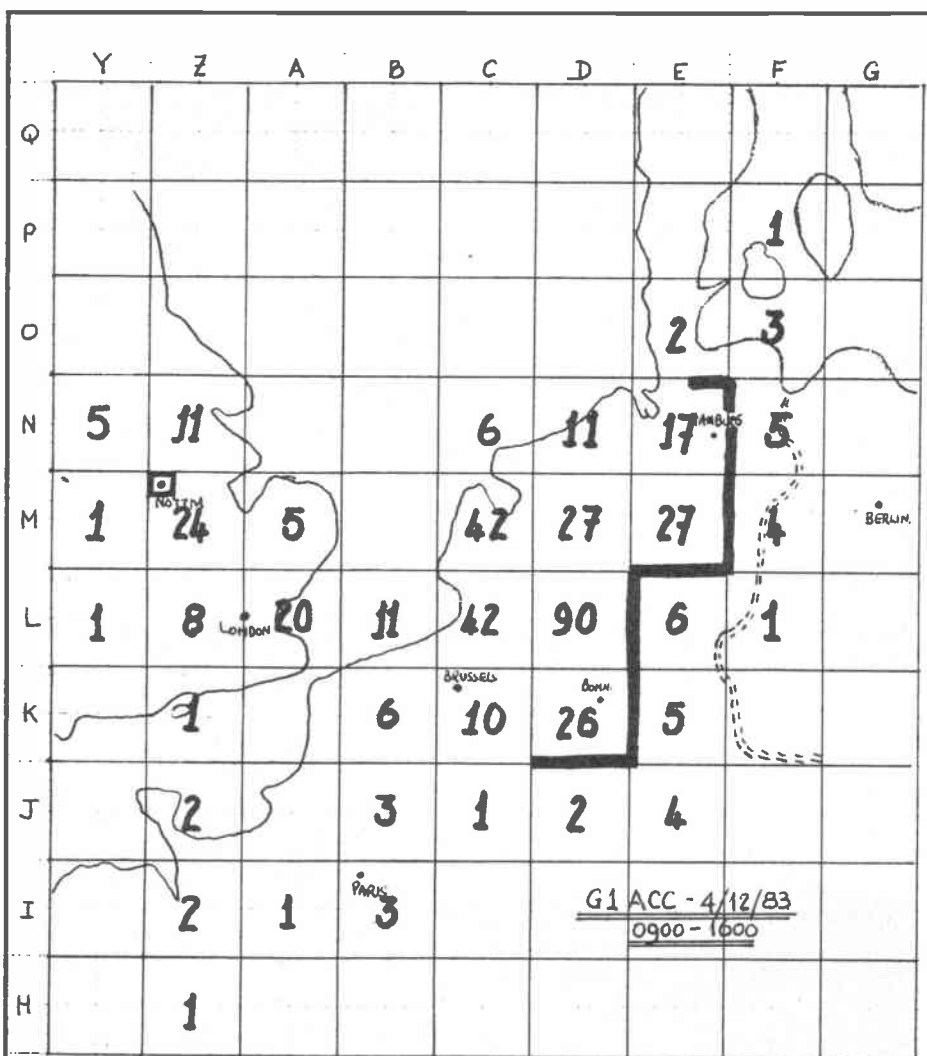 Y Z A B C D E F G
Q
P 1
O 2 3
N 5 11 6 11 17 HAMBURG 5
M 1 NOTTM 24 5 42 27 27 4 BERLIN.
L 1 8 LONDON 20 11 42 90 6 1
BRUSSELS BONN.
K 1 6 10 26 5
J 2 3 1 2 4
PARIS
I 2 1 3 G1 ACC - 4/12/83
0900 - 1000
H 1